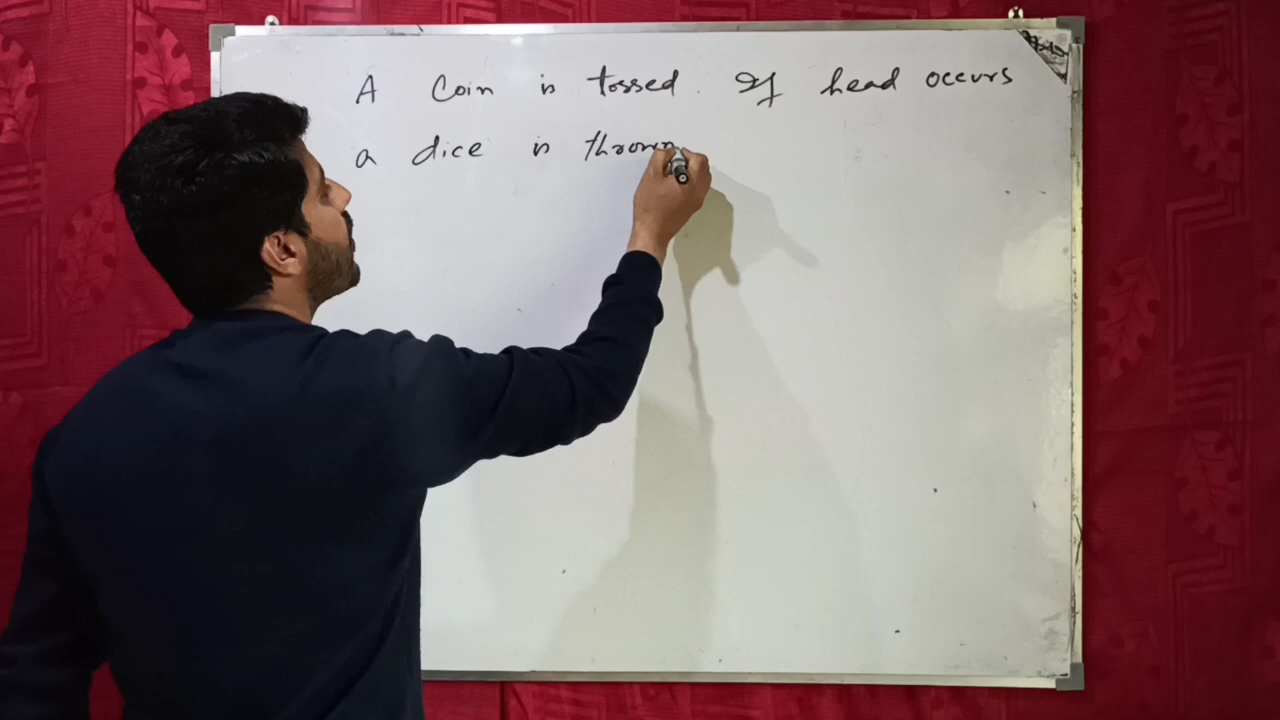 A Coin is tossed. If head occurs
a dice is thrown